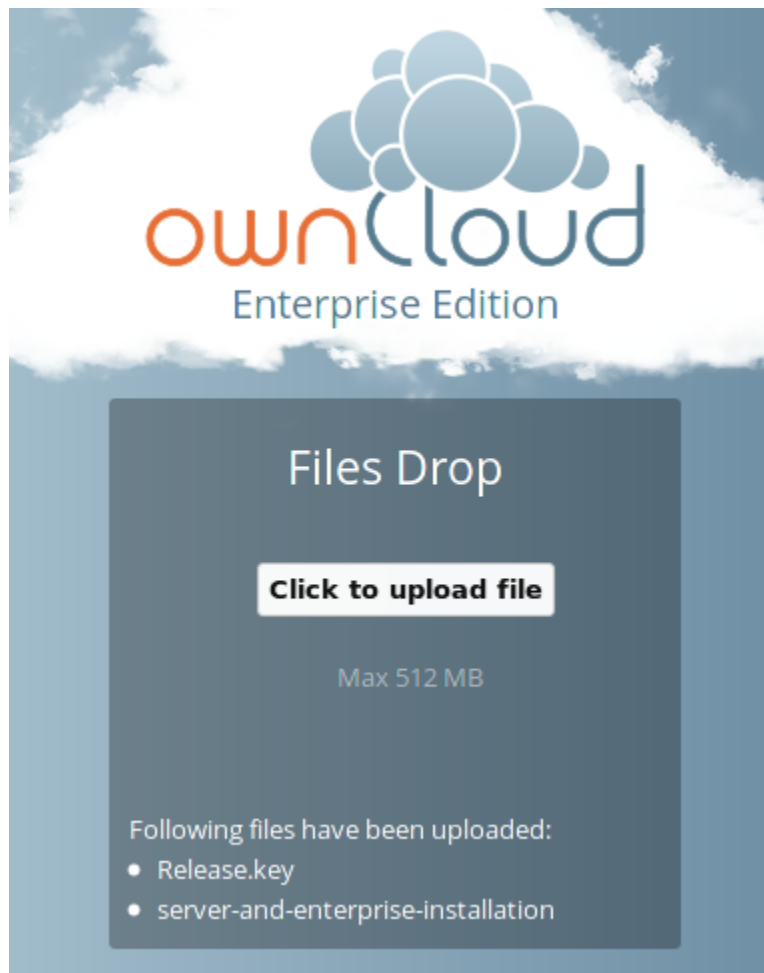 ownCloud
Enterprise Edition
Files Drop
Click to upload file
Max 512 MB
Following files have been uploaded:
• Release.key
• server-and-enterprise-installation